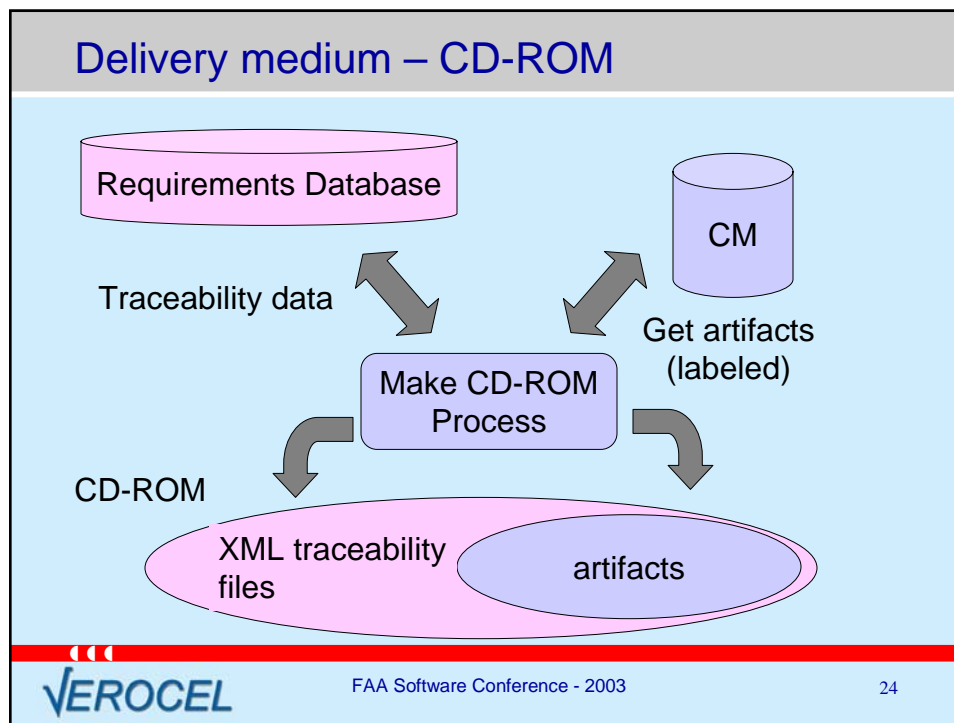 Delivery medium – CD-ROM
Requirements Database
CM
Traceability data
Get artifacts
(labeled)
Make CD-ROM
Process
CD-ROM
XML traceability
files
artifacts
VEROCEL
FAA Software Conference - 2003
24